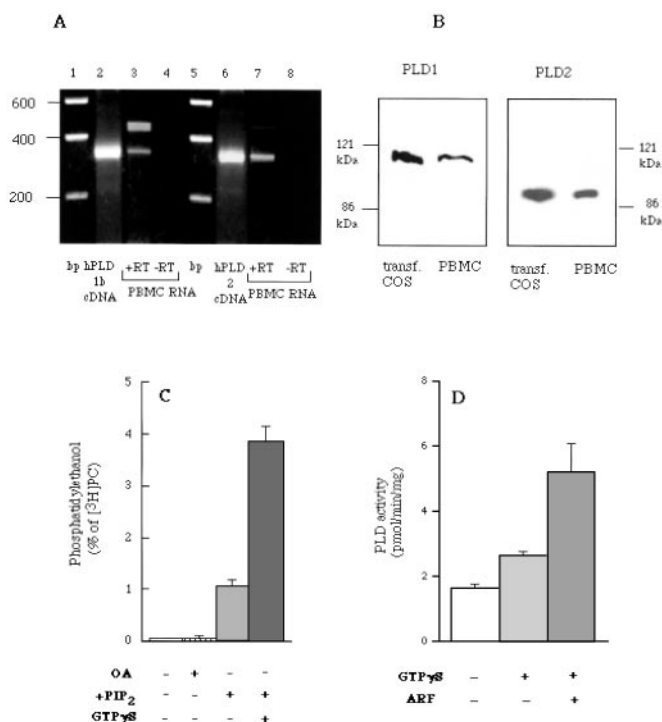 A
1 2 3 4 5 6 7 8
600
400
200
bp hPLD 1b cDNA
+RT -RT
PBMC RNA
bp hPLD 2 cDNA
+RT -RT
PBMC RNA
B
PLD1
PLD2
121 kDa
86 kDa
121 kDa
86 kDa
transf. COS
PBMC
transf. COS
PBMC
C
Phosphatidylethanol
(% of [³H]PC)
5
4
3
2
1
0
OA - + - -
+PIP₂ - - + +
GTPγS - - - +
D
PLD activity
(pmol/min/mg)
8
6
4
2
0
GTPγS - + +
ARF - - +